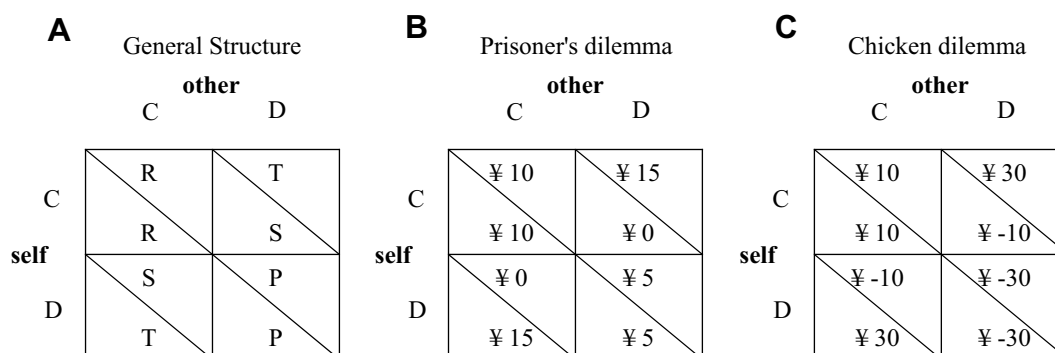 A B C
General Structure Prisoner's dilemma Chicken dilemma
other other other
C D C D C D
R T ¥ 10 ¥ 15 ¥ 10 ¥ 30
C C C
R S ¥ 10 ¥ 0 ¥ 10 ¥ -10
self self self
S P ¥ 0 ¥ 5 ¥ -10 ¥ -30
D D D
T P ¥ 15 ¥ 5 ¥ 30 ¥ -30